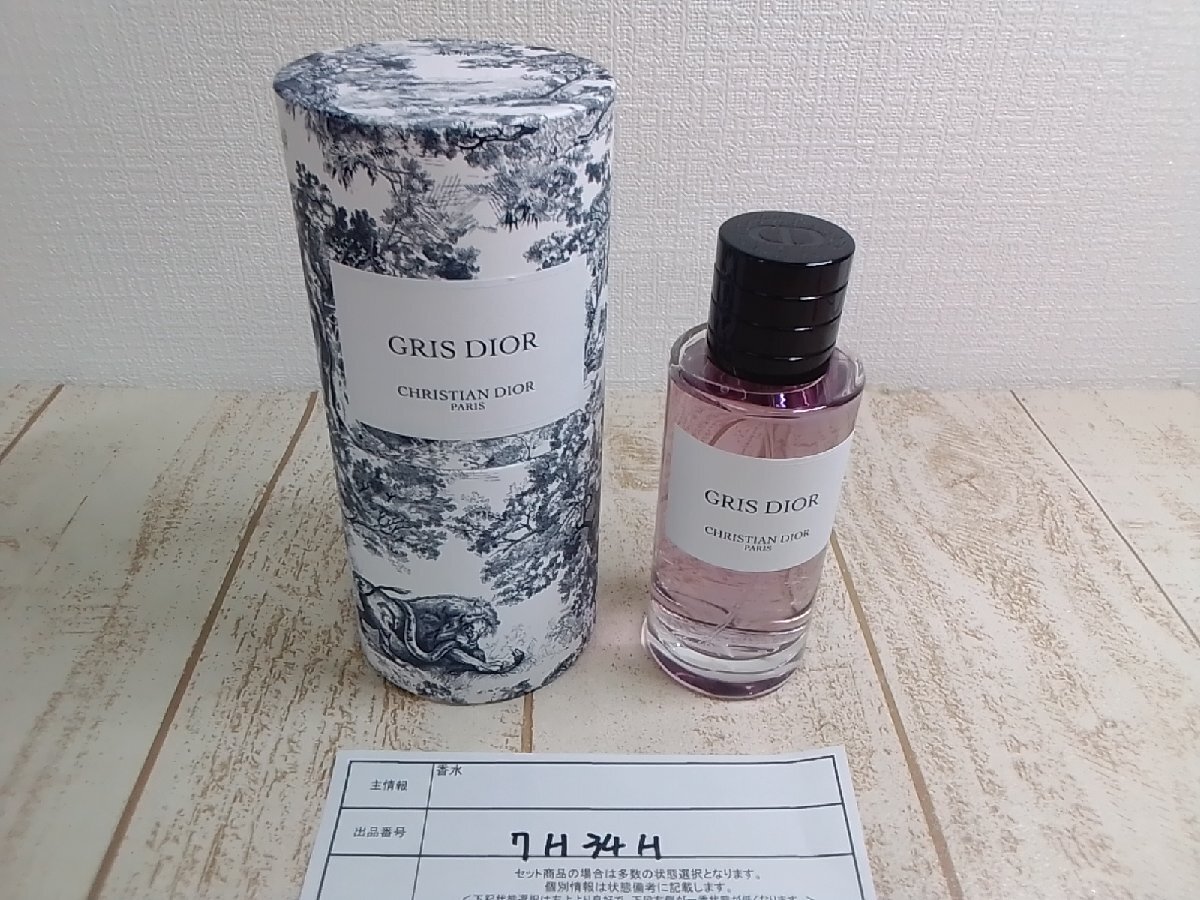 GRIS DIOR
CHRISTIAN DIOR
PARIS
GRIS DIOR
CHRISTIAN DIOR
PARIS
主情報
香水
出品番号
7H34H
セット商品の場合は多数の状態選択となります。
個別情報は状態備考に記載します。